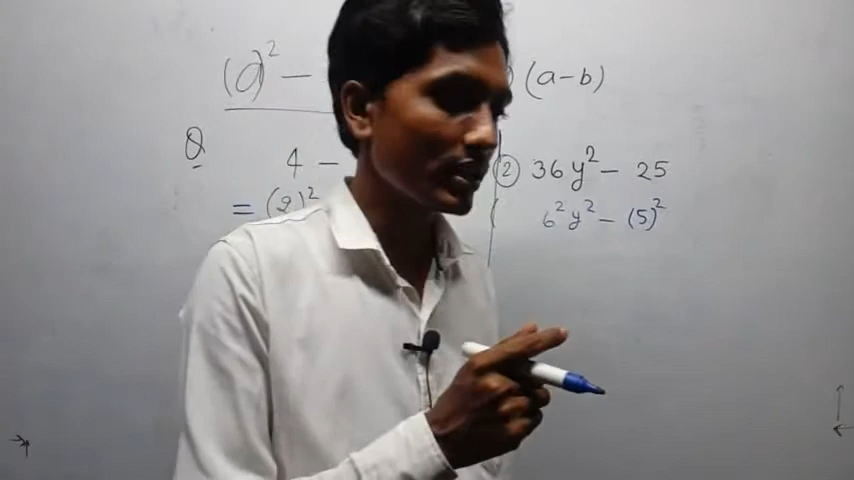 (a)² − (a-b)
Q 4 − ② 36y² − 25
= (2)² 6²y² − (5)²